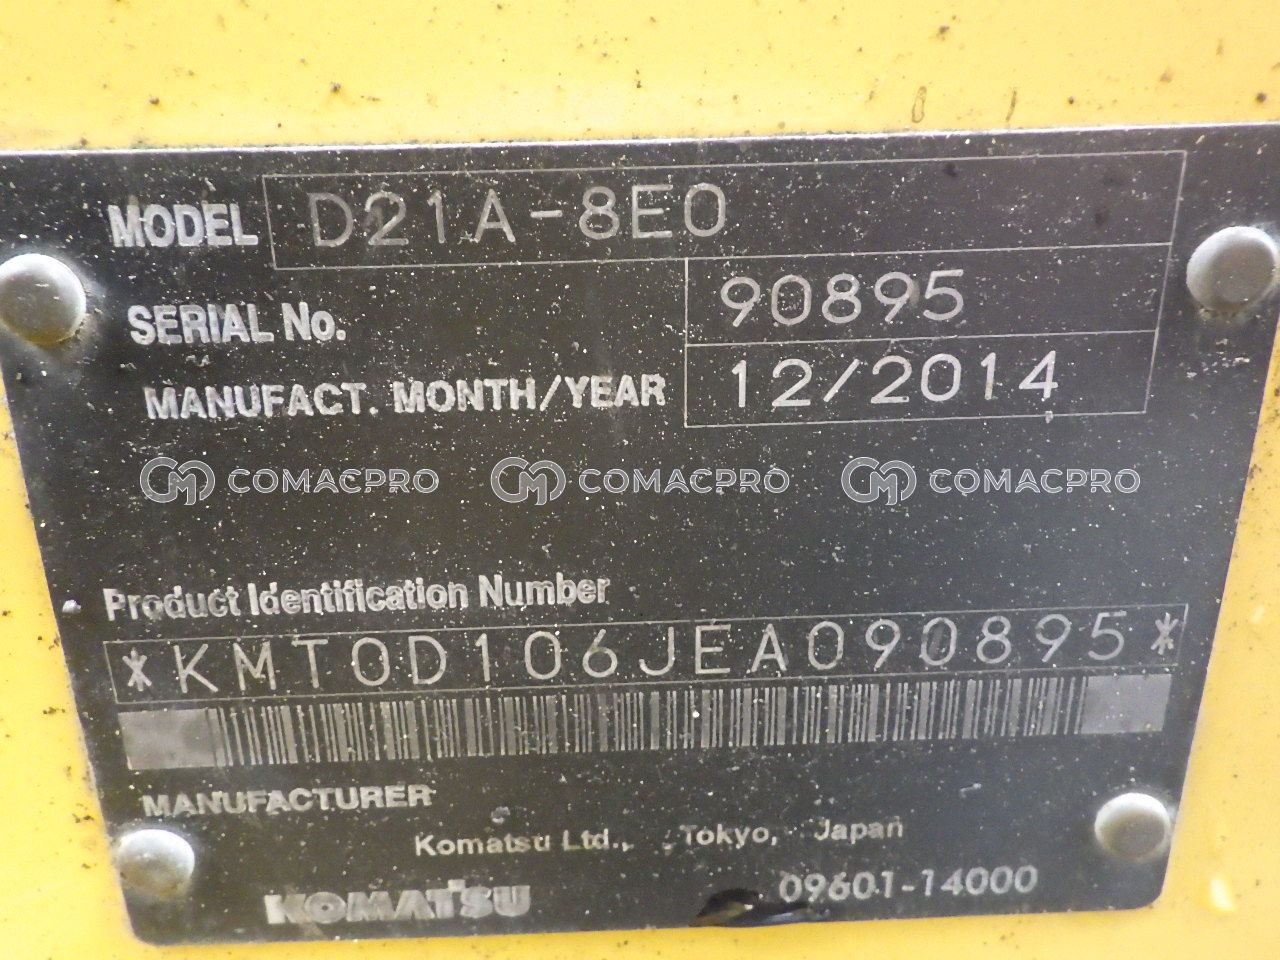 MODEL D21A-8E0
SERIAL No. 90895
MANUFACT. MONTH/YEAR 12/2014
COMACPRO COMACPRO COMACPRO
Product Identification Number
*KMT0D106JEA090895*
MANUFACTURER
Komatsu Ltd., Tokyo, Japan
KOMATSU 09601-14000